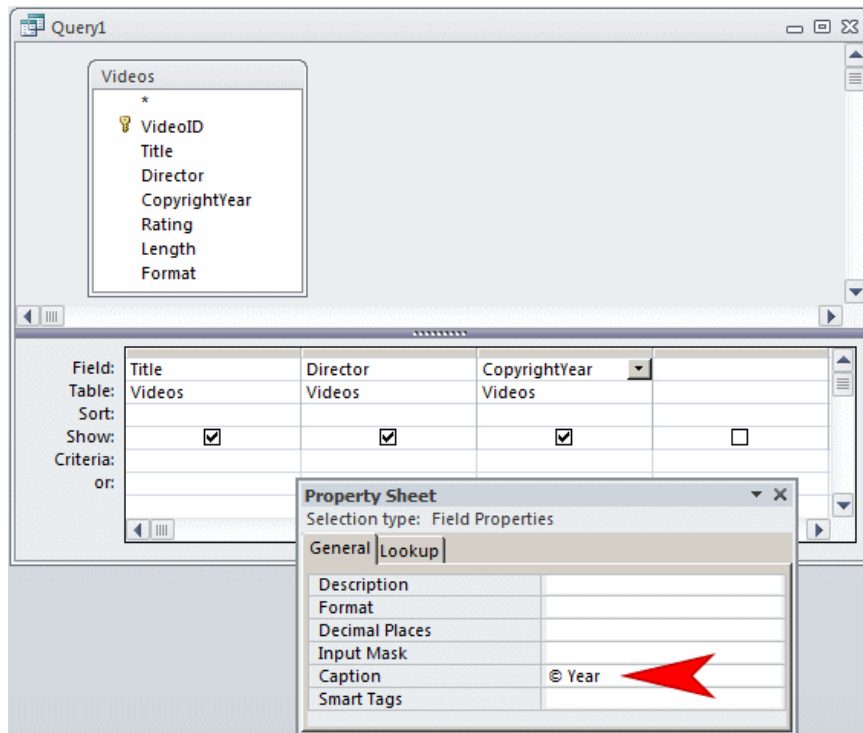 Query1
Videos
*
VideoID
Title
Director
CopyrightYear
Rating
Length
Format
Field: Title Director CopyrightYear
Table: Videos Videos Videos
Sort:
Show:
Criteria:
or:
Property Sheet
Selection type: Field Properties
General Lookup
Description
Format
Decimal Places
Input Mask
Caption © Year
Smart Tags